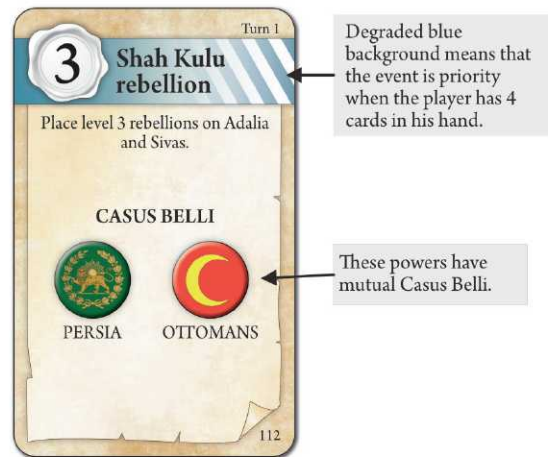 Turn 1
3
Shah Kulu
rebellion
Place level 3 rebellions on Adalia
and Sivas.
CASUS BELLI
PERSIA
OTTOMANS
112
Degraded blue
background means that
the event is priority
when the player has 4
cards in his hand.
These powers have
mutual Casus Belli.